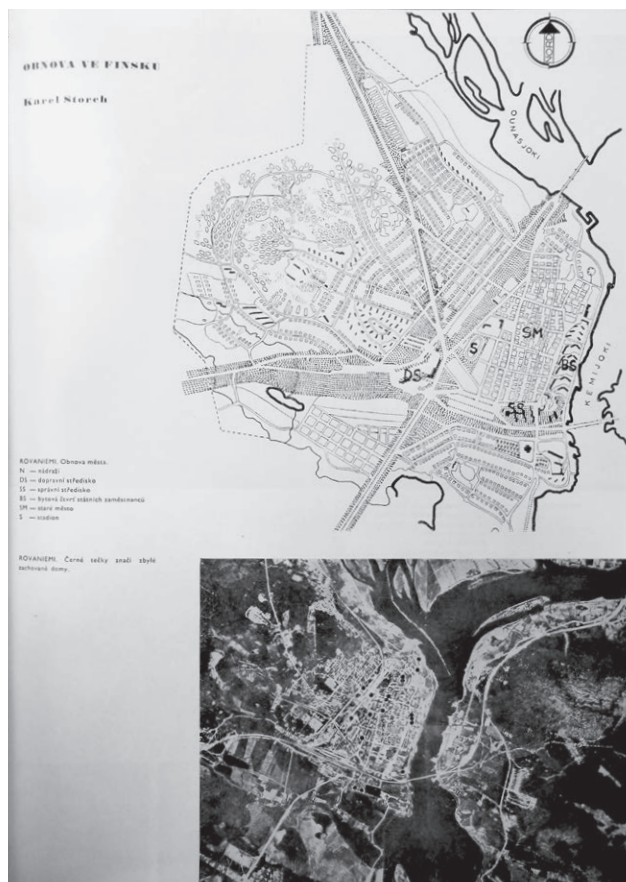 OBNOVA VE FINSKU
Karel Storch
OUNASJOKI
KEMIJOKI
S
SM
DS
BS
SS
ROVANIEMI. Obnova města.
N — nádraží
DS — dopravní středisko
SS — správní středisko
BS — bytová čtvrť státních zaměstnanců
SM — staré město
S — stadion
ROVANIEMI. Černé tečky značí zbylé
zachované domy.